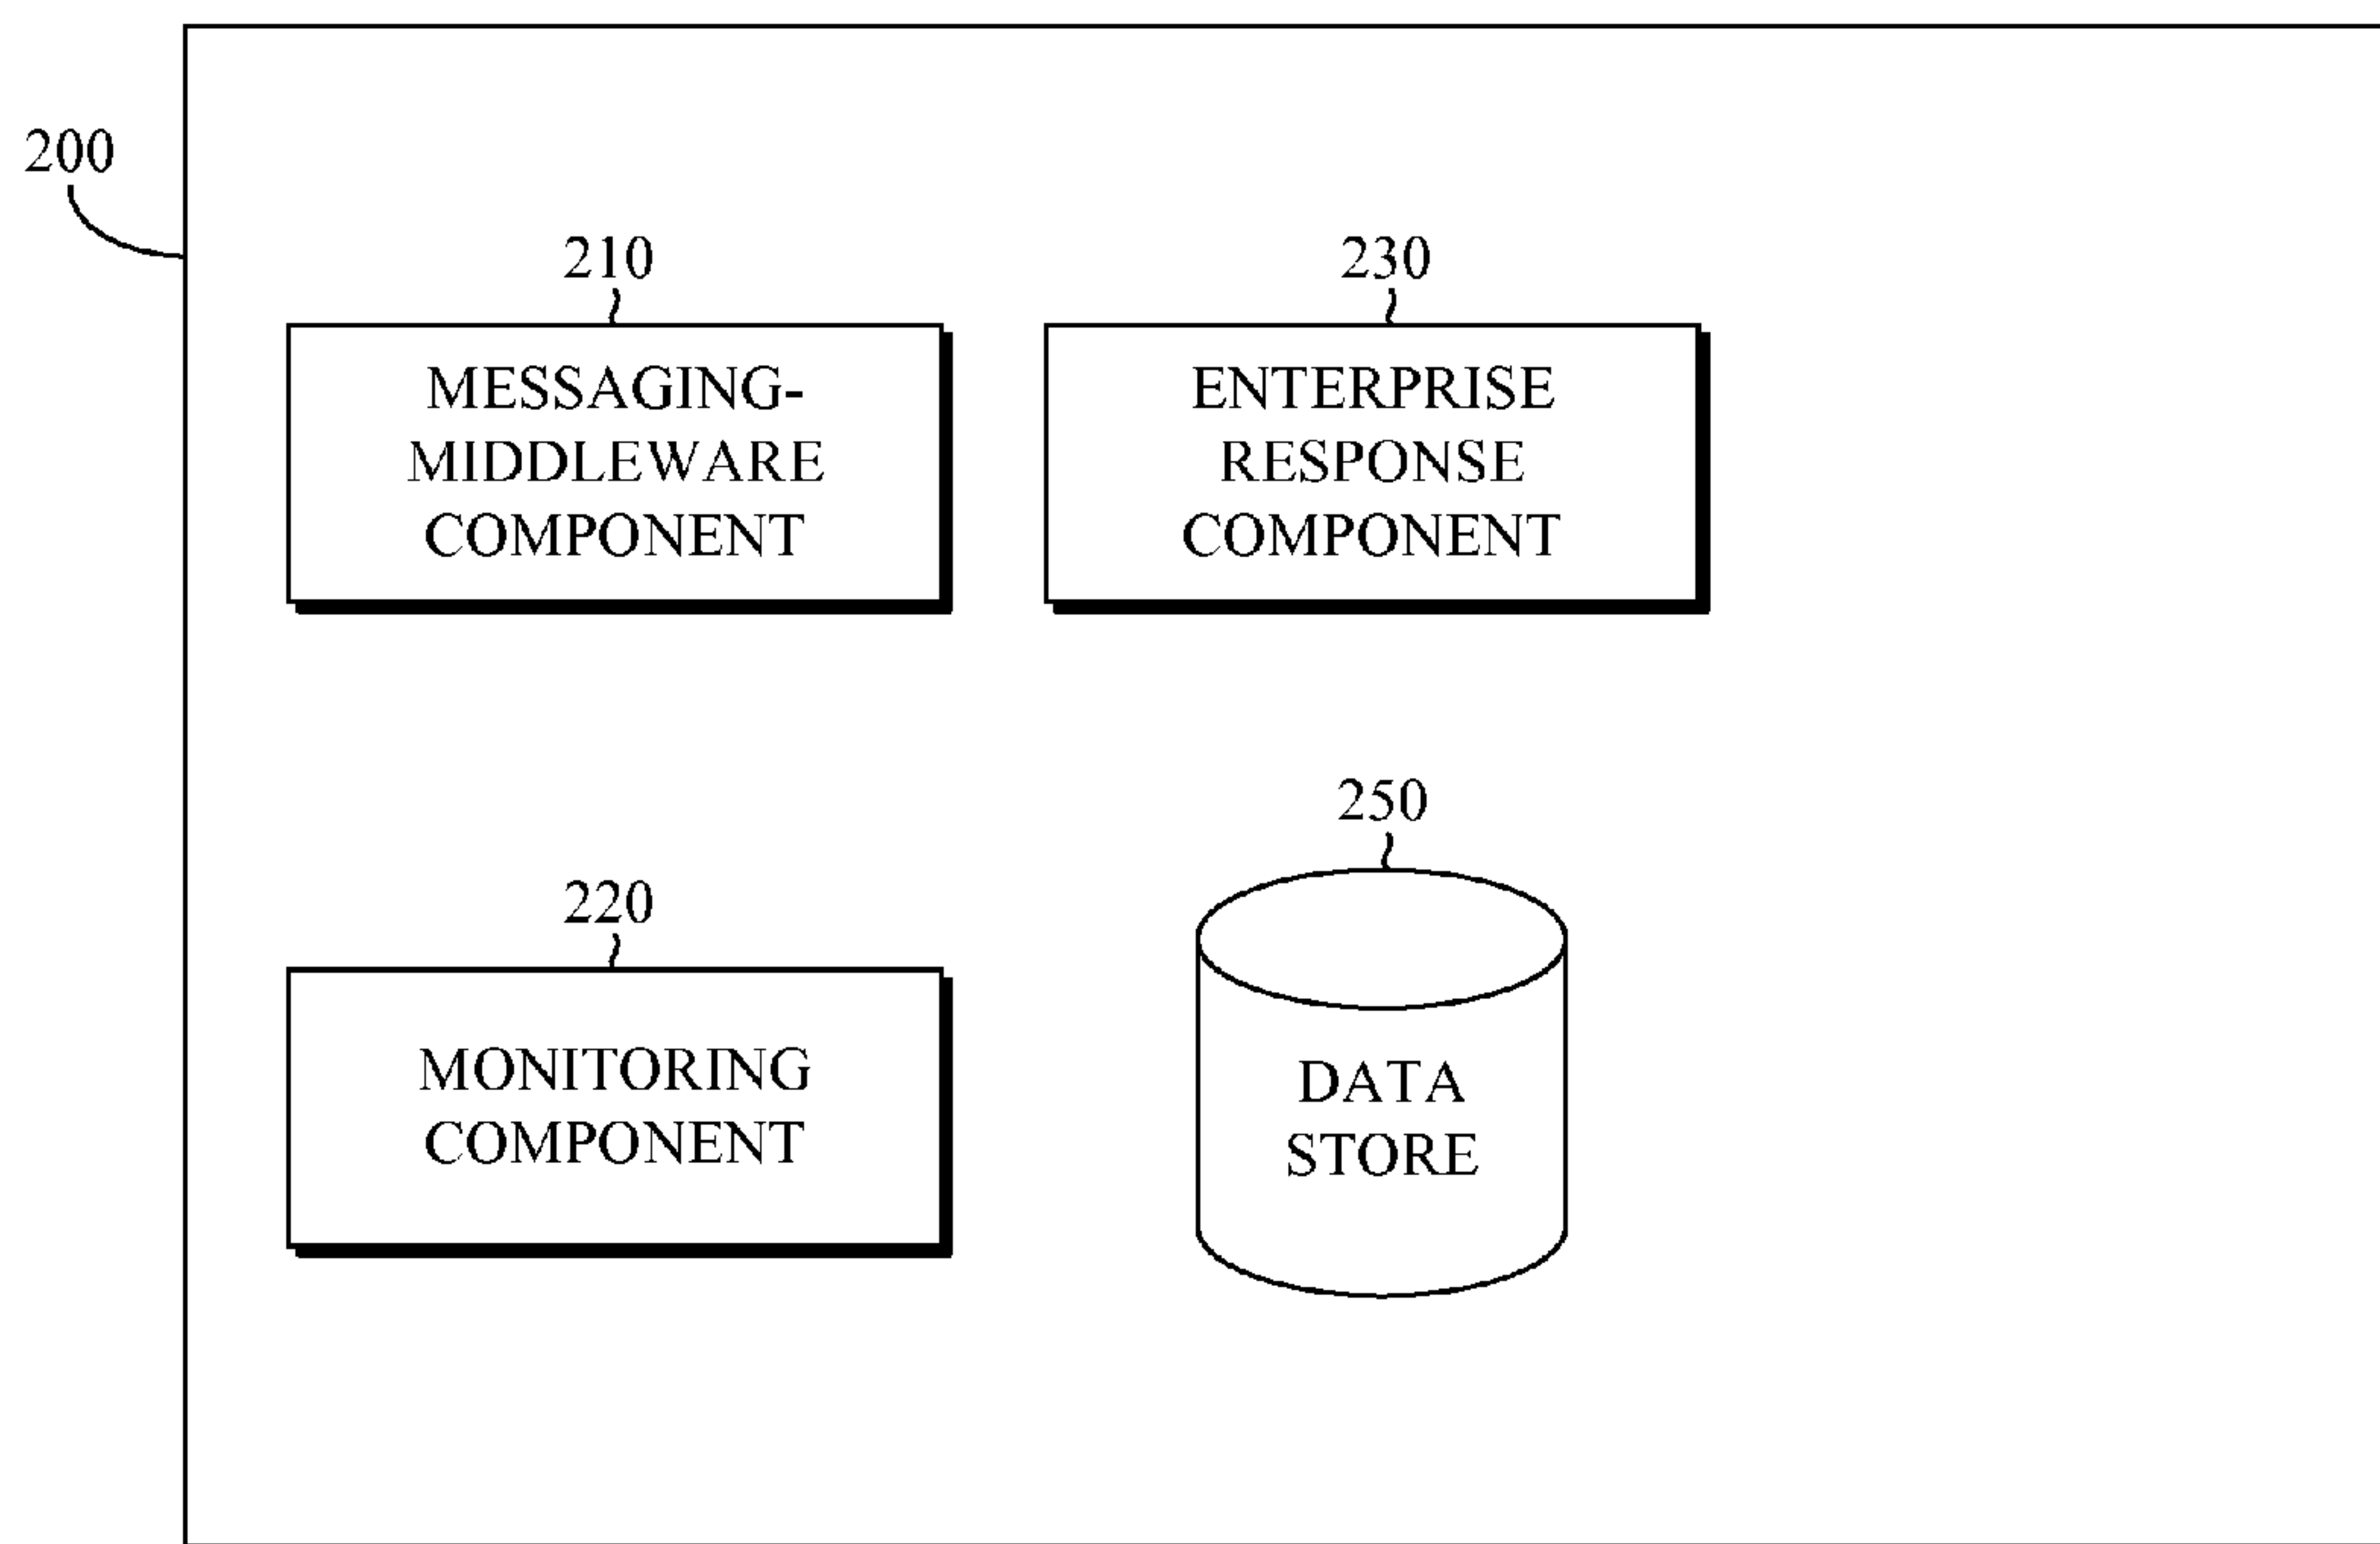 200
210
MESSAGING-
MIDDLEWARE
COMPONENT
230
ENTERPRISE
RESPONSE
COMPONENT
220
MONITORING
COMPONENT
250
DATA
STORE